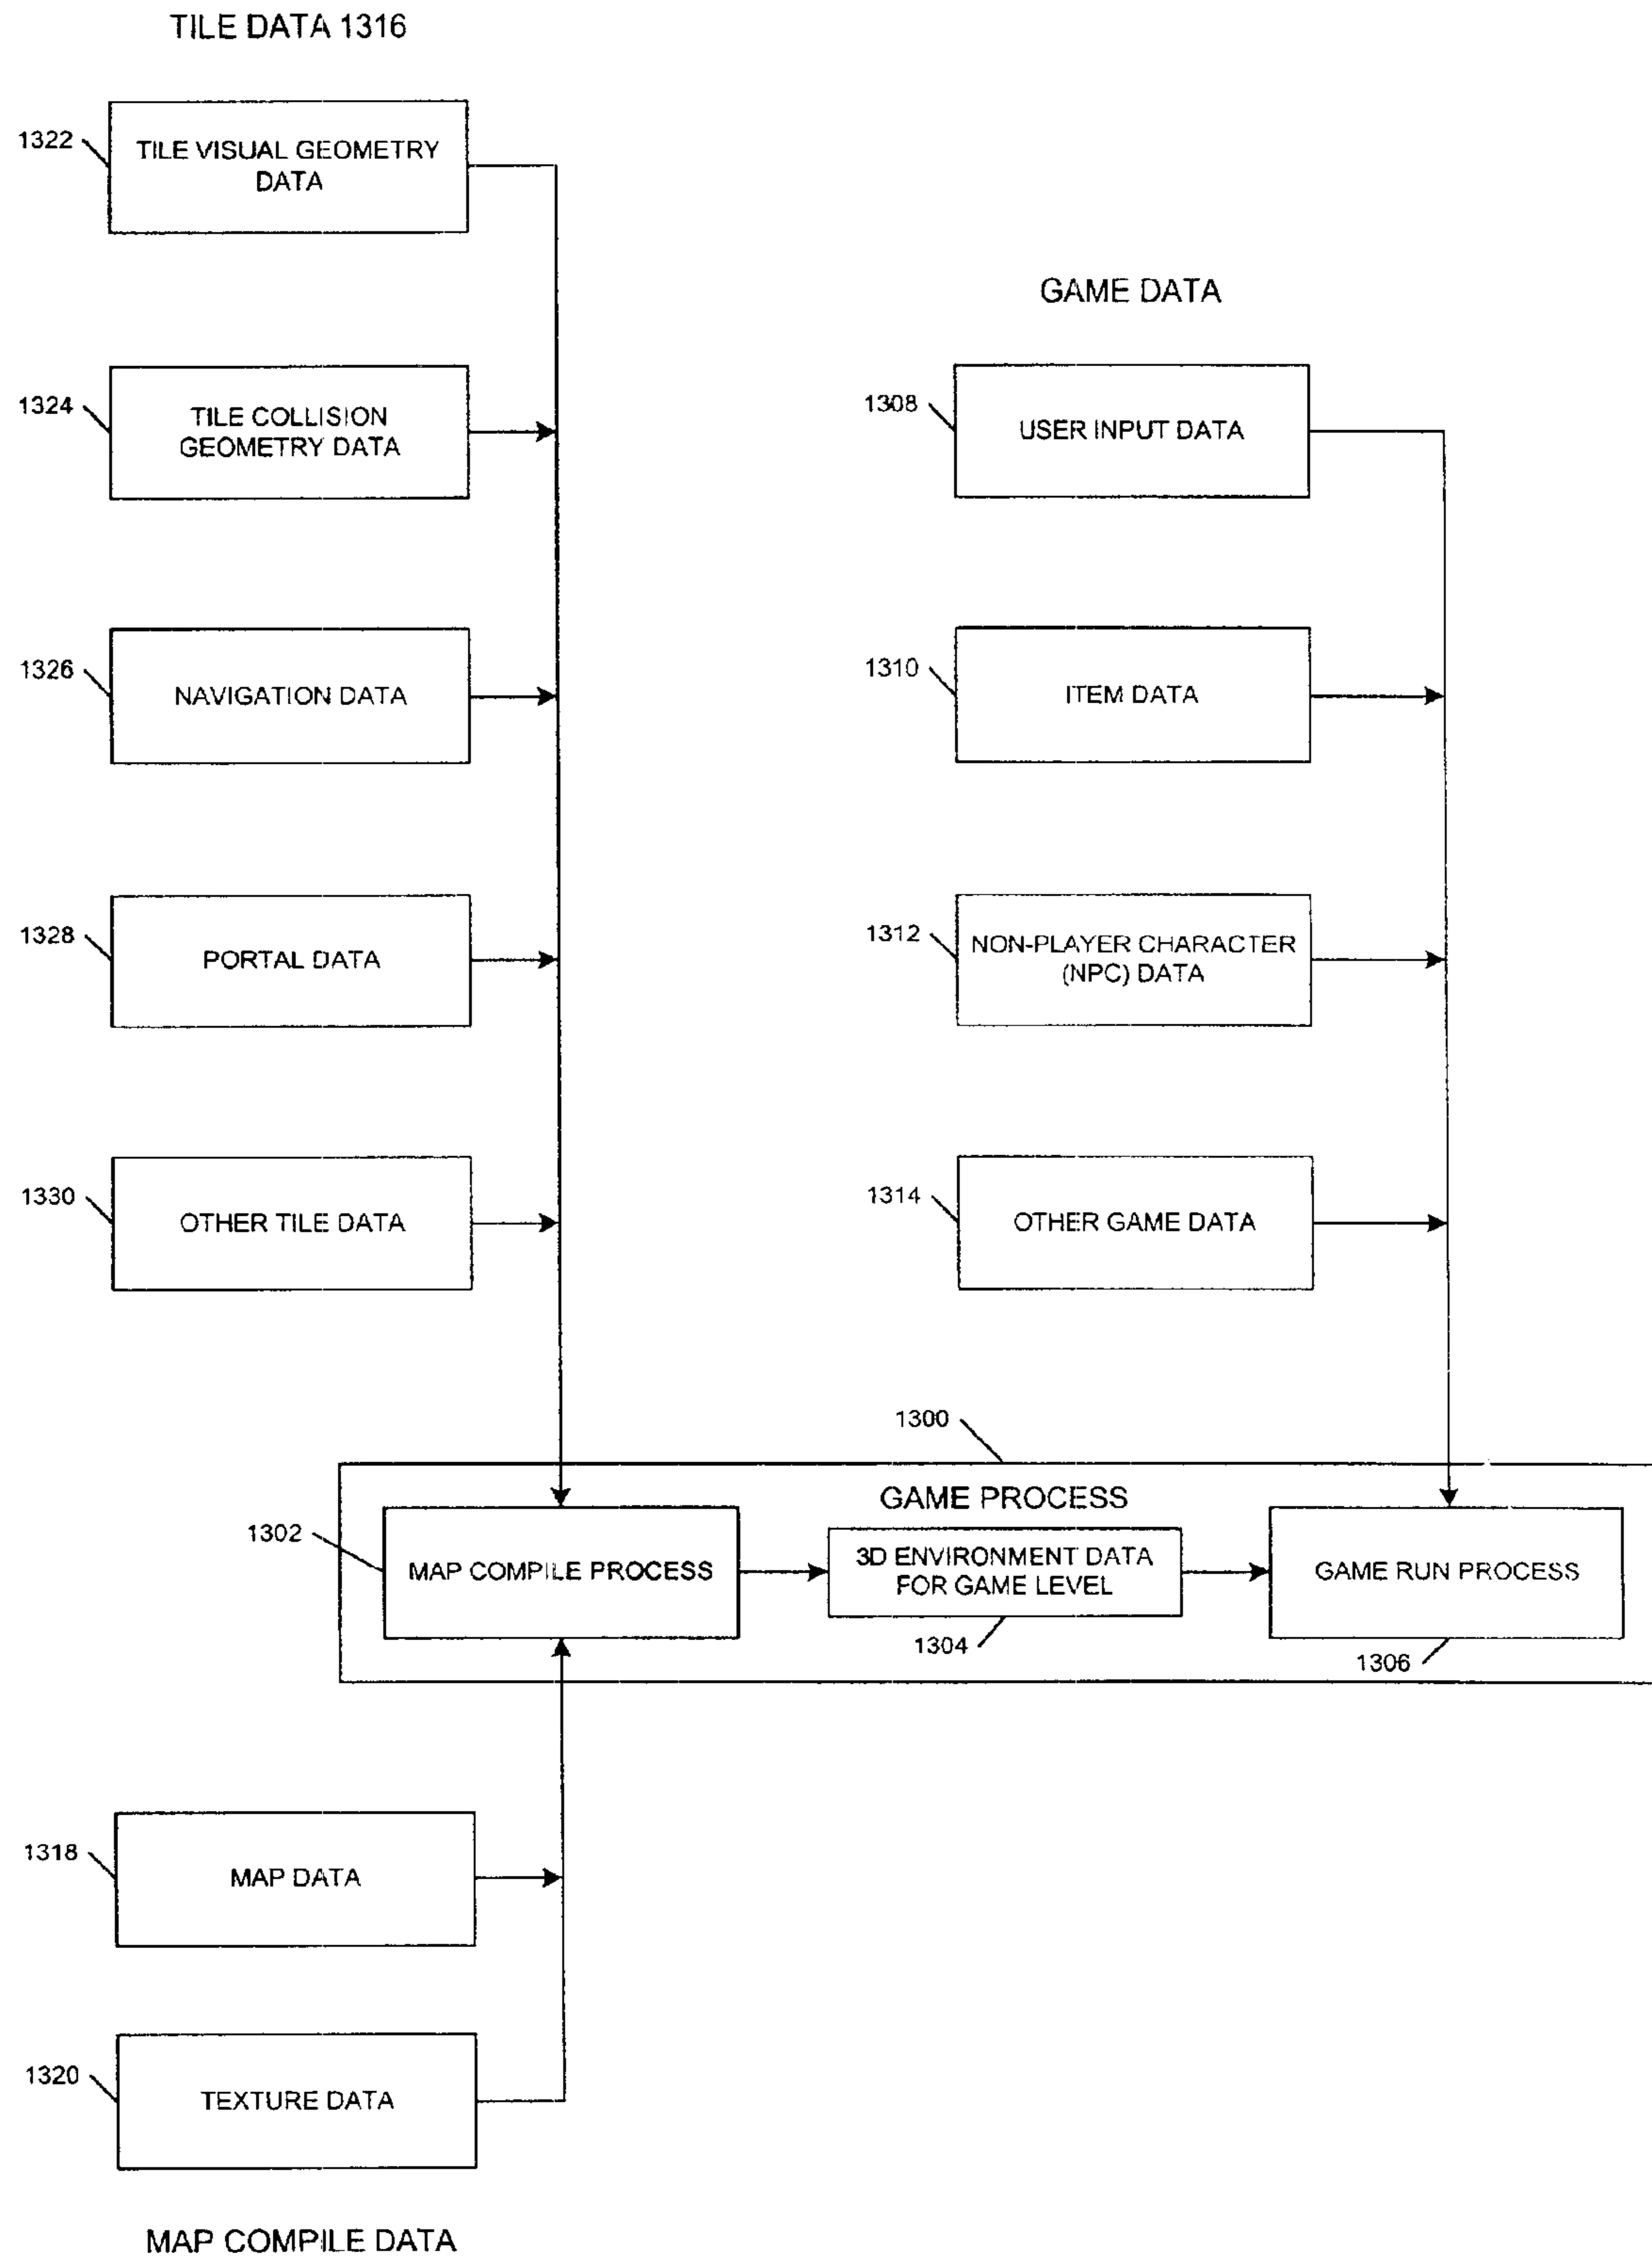 TILE DATA 1316
1322
TILE VISUAL GEOMETRY
DATA
1324
TILE COLLISION
GEOMETRY DATA
1326
NAVIGATION DATA
1328
PORTAL DATA
1330
OTHER TILE DATA
GAME DATA
1308
USER INPUT DATA
1310
ITEM DATA
1312
NON-PLAYER CHARACTER
(NPC) DATA
1314
OTHER GAME DATA
1300
GAME PROCESS
1302
MAP COMPILE PROCESS
3D ENVIRONMENT DATA
FOR GAME LEVEL
1304
GAME RUN PROCESS
1306
1318
MAP DATA
1320
TEXTURE DATA
MAP COMPILE DATA